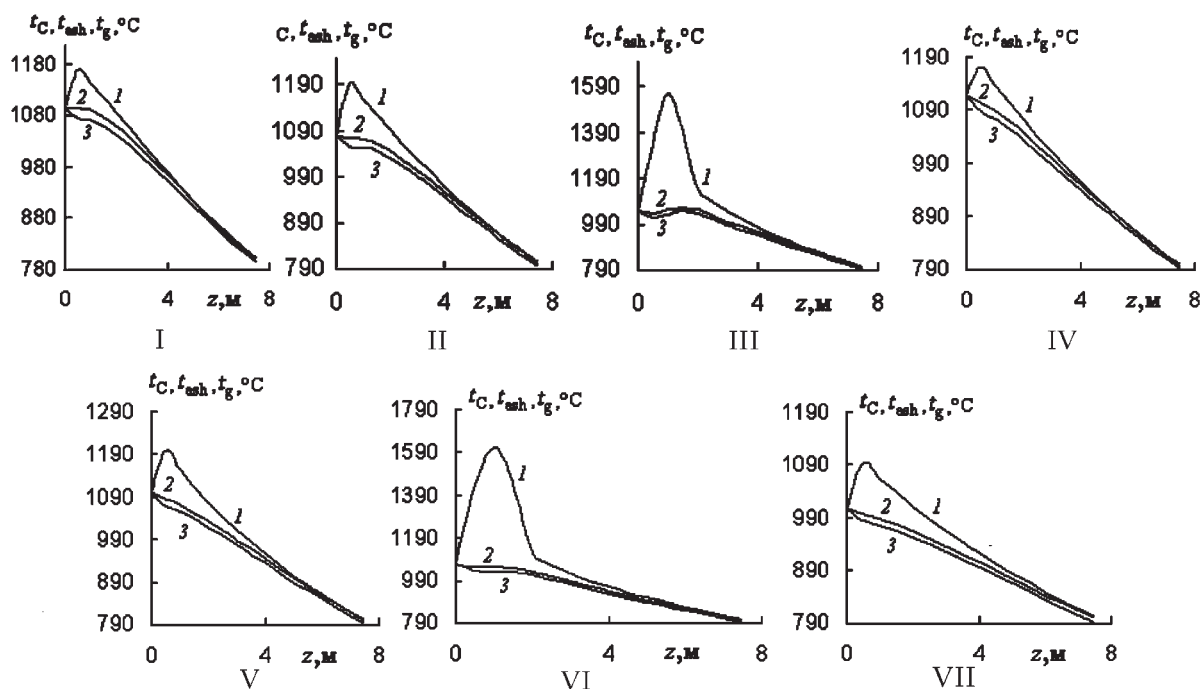 t_C, t_ash, t_g, °C
1180
1080
980
880
780
1
2
3
0 4 z, м 8
I
C, t_ash, t_g, °C
1190
1090
990
890
790
1
2
3
0 4 z, м 8
II
t_C, t_ash, t_g, °C
1590
1390
1190
990
790
1
2
3
0 4 z, м 8
III
t_C, t_ash, t_g, °C
1190
1090
990
890
790
1
2
3
0 4 z, м 8
IV
t_C, t_ash, t_g, °C
1290
1190
1090
990
890
790
1
2
3
0 4 z, м 8
V
t_C, t_ash, t_g, °C
1790
1590
1390
1190
990
790
1
2
3
0 4 z, м 8
VI
t_C, t_ash, t_g, °C
1190
1090
990
890
790
1
2
3
0 4 z, м 8
VII